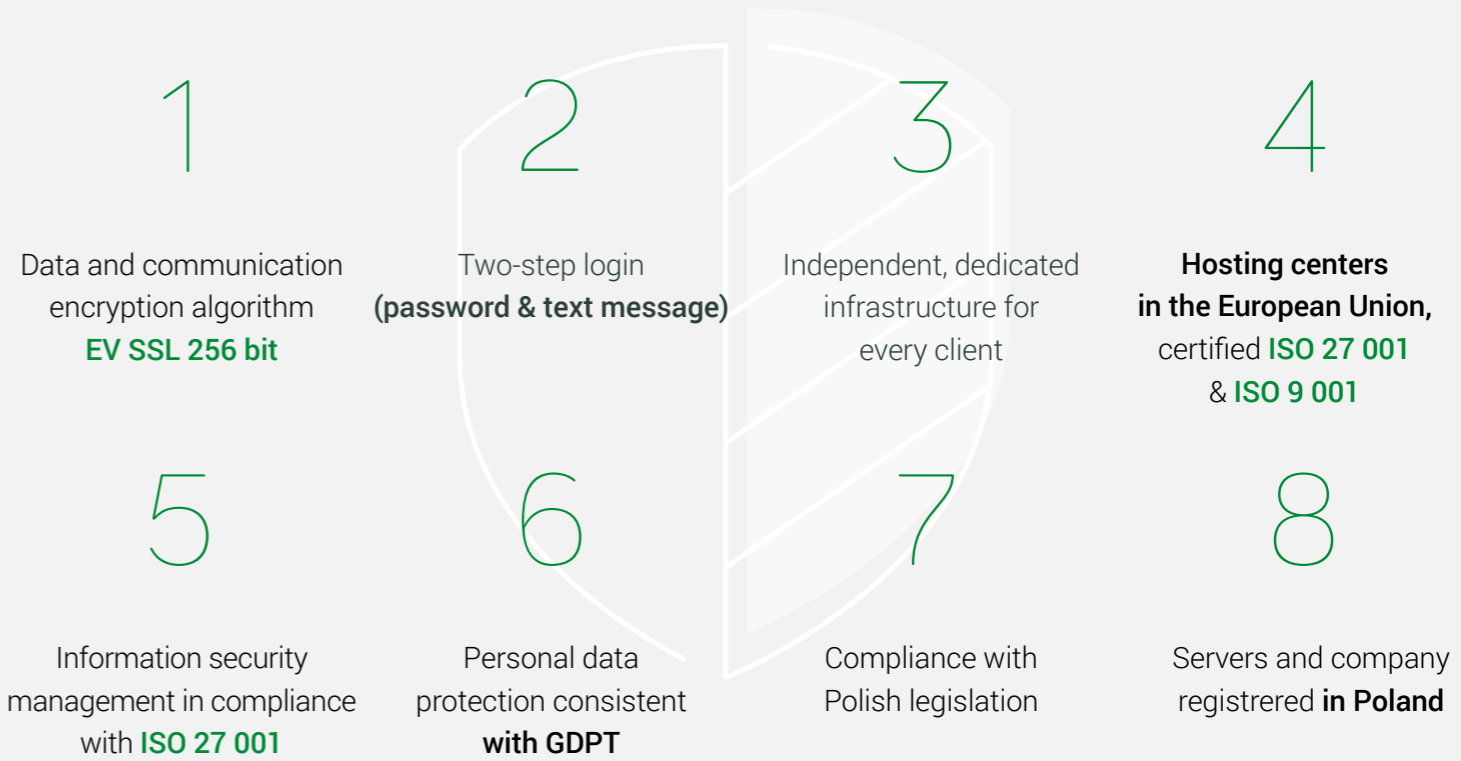 1
Data and communication
encryption algorithm
EV SSL 256 bit
2
Two-step login
(password & text message)
3
Independent, dedicated
infrastructure for
every client
4
Hosting centers
in the European Union,
certified ISO 27 001
& ISO 9 001
5
Information security
management in compliance
with ISO 27 001
6
Personal data
protection consistent
with GDPT
7
Compliance with
Polish legislation
8
Servers and company
registrered in Poland